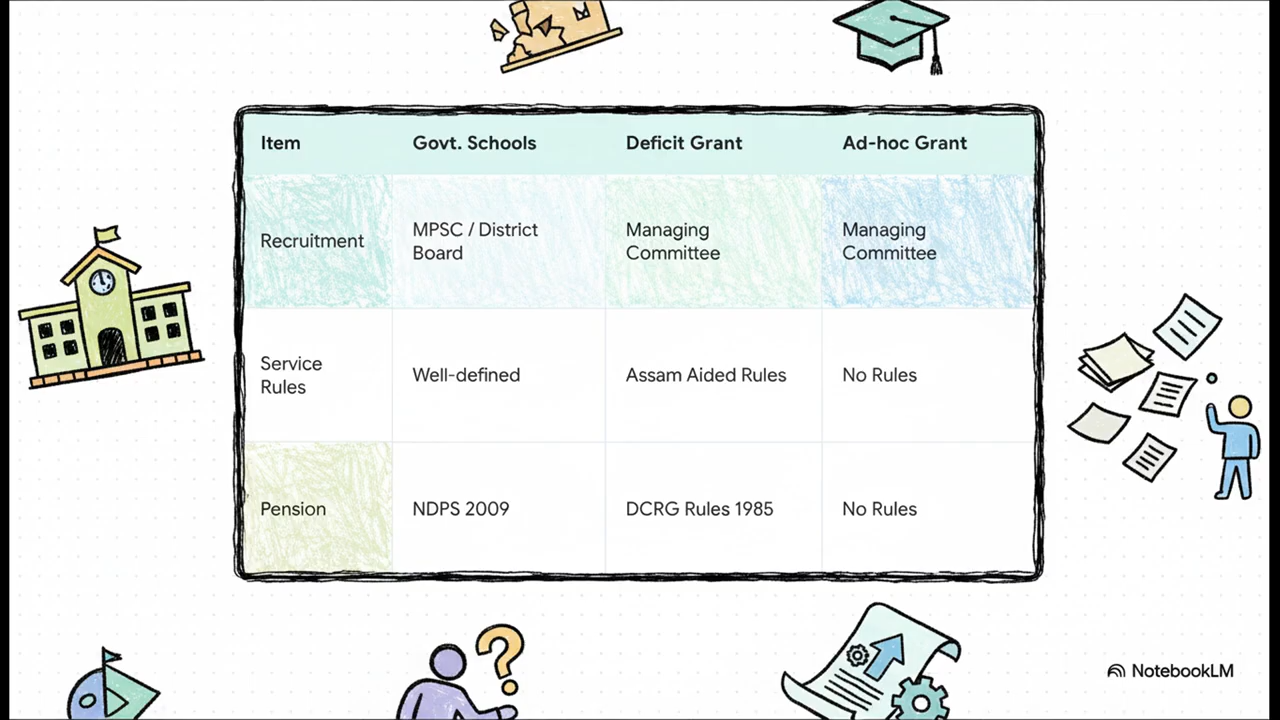 Item
Govt. Schools
Deficit Grant
Ad-hoc Grant
Recruitment
MPSC / District
Board
Managing
Committee
Managing
Committee
Service
Rules
Well-defined
Assam Aided Rules
No Rules
Pension
NDPS 2009
DCRG Rules 1985
No Rules
NotebookLM